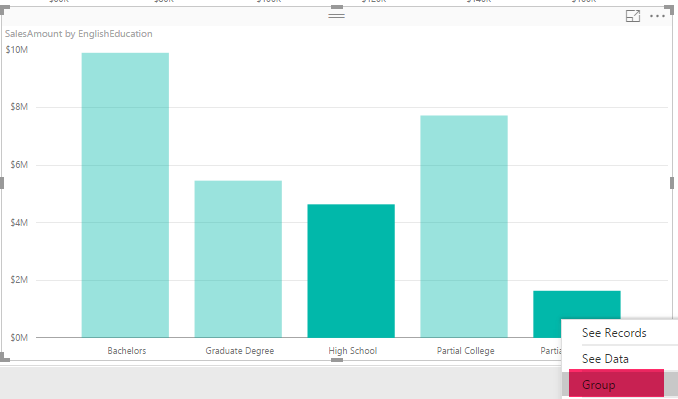 SalesAmount by EnglishEducation
$10M
$8M
$6M
$4M
$2M
$0M
Bachelors
Graduate Degree
High School
Partial College
See Records
See Data
Group